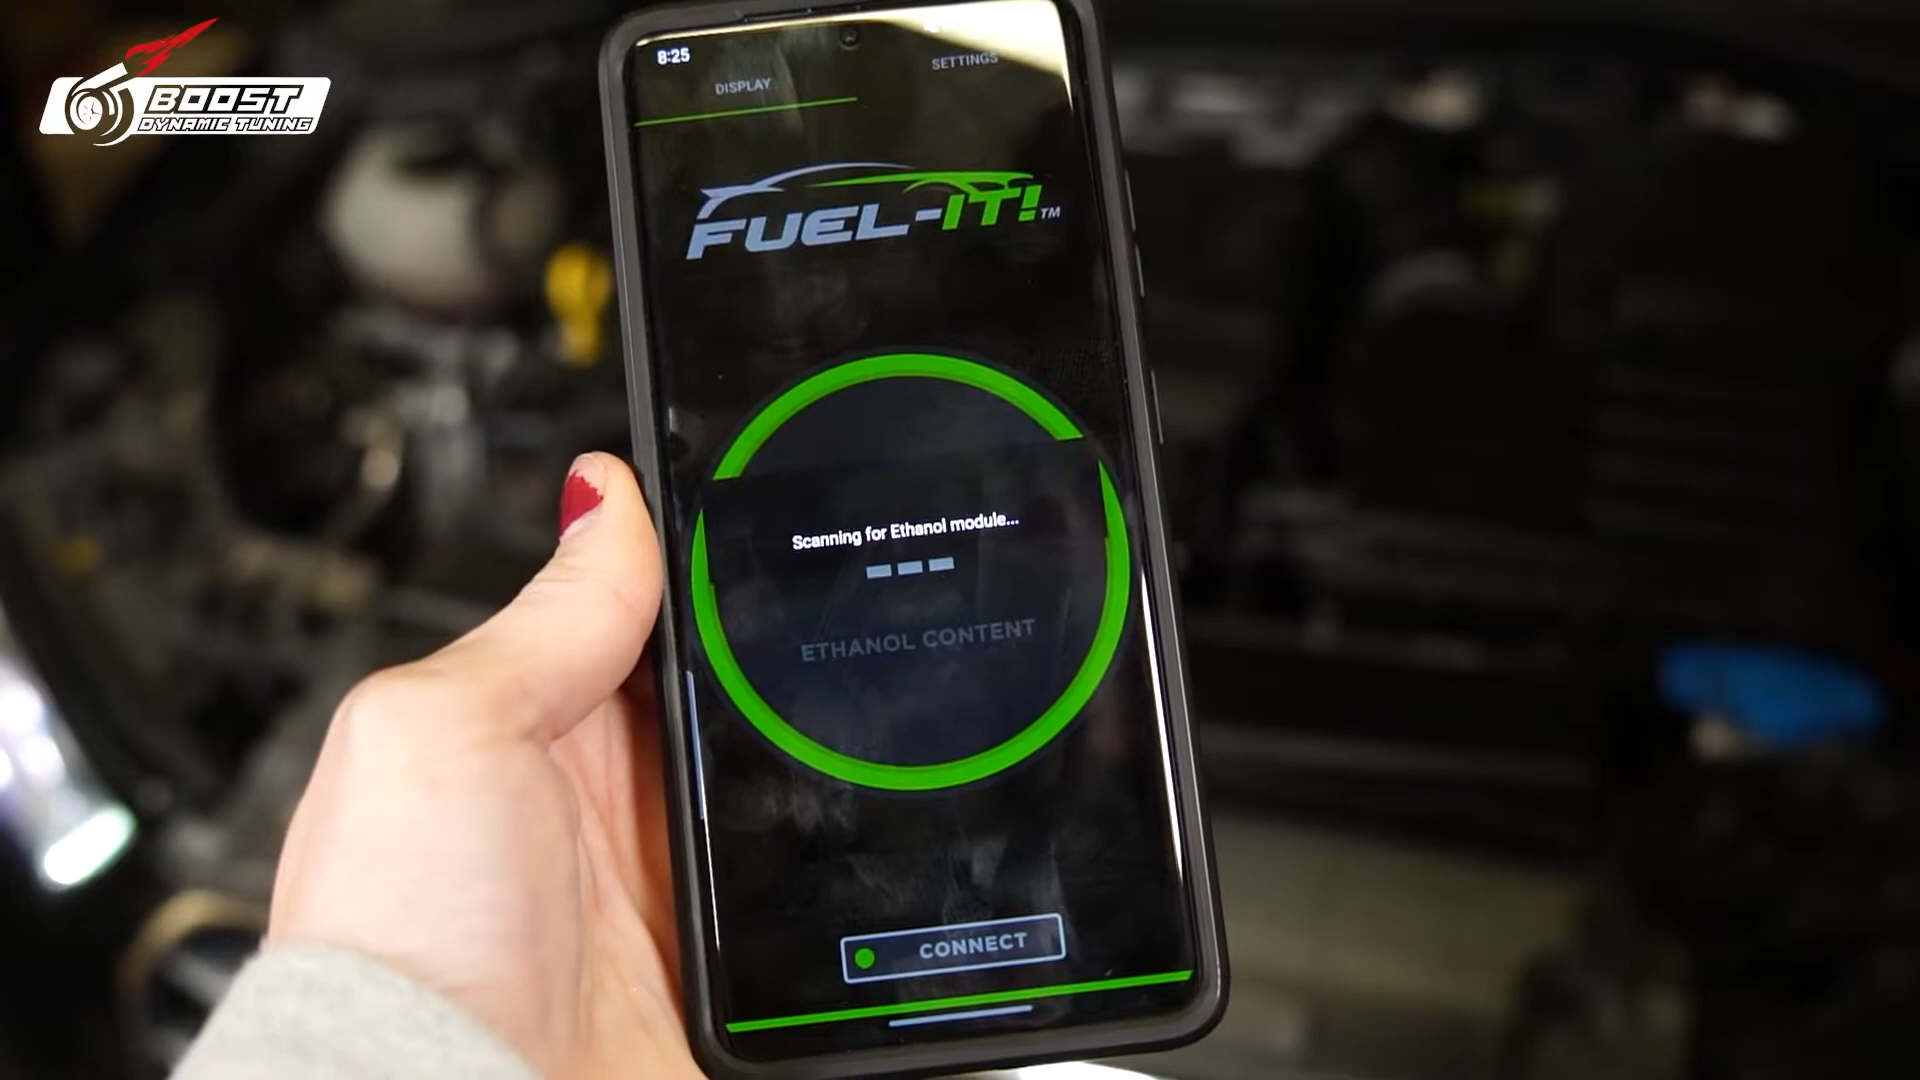 BOOST
DYNAMIC TUNING
8:25
DISPLAY
SETTINGS
FUEL-IT!™
Scanning for Ethanol module...
ETHANOL CONTENT
CONNECT